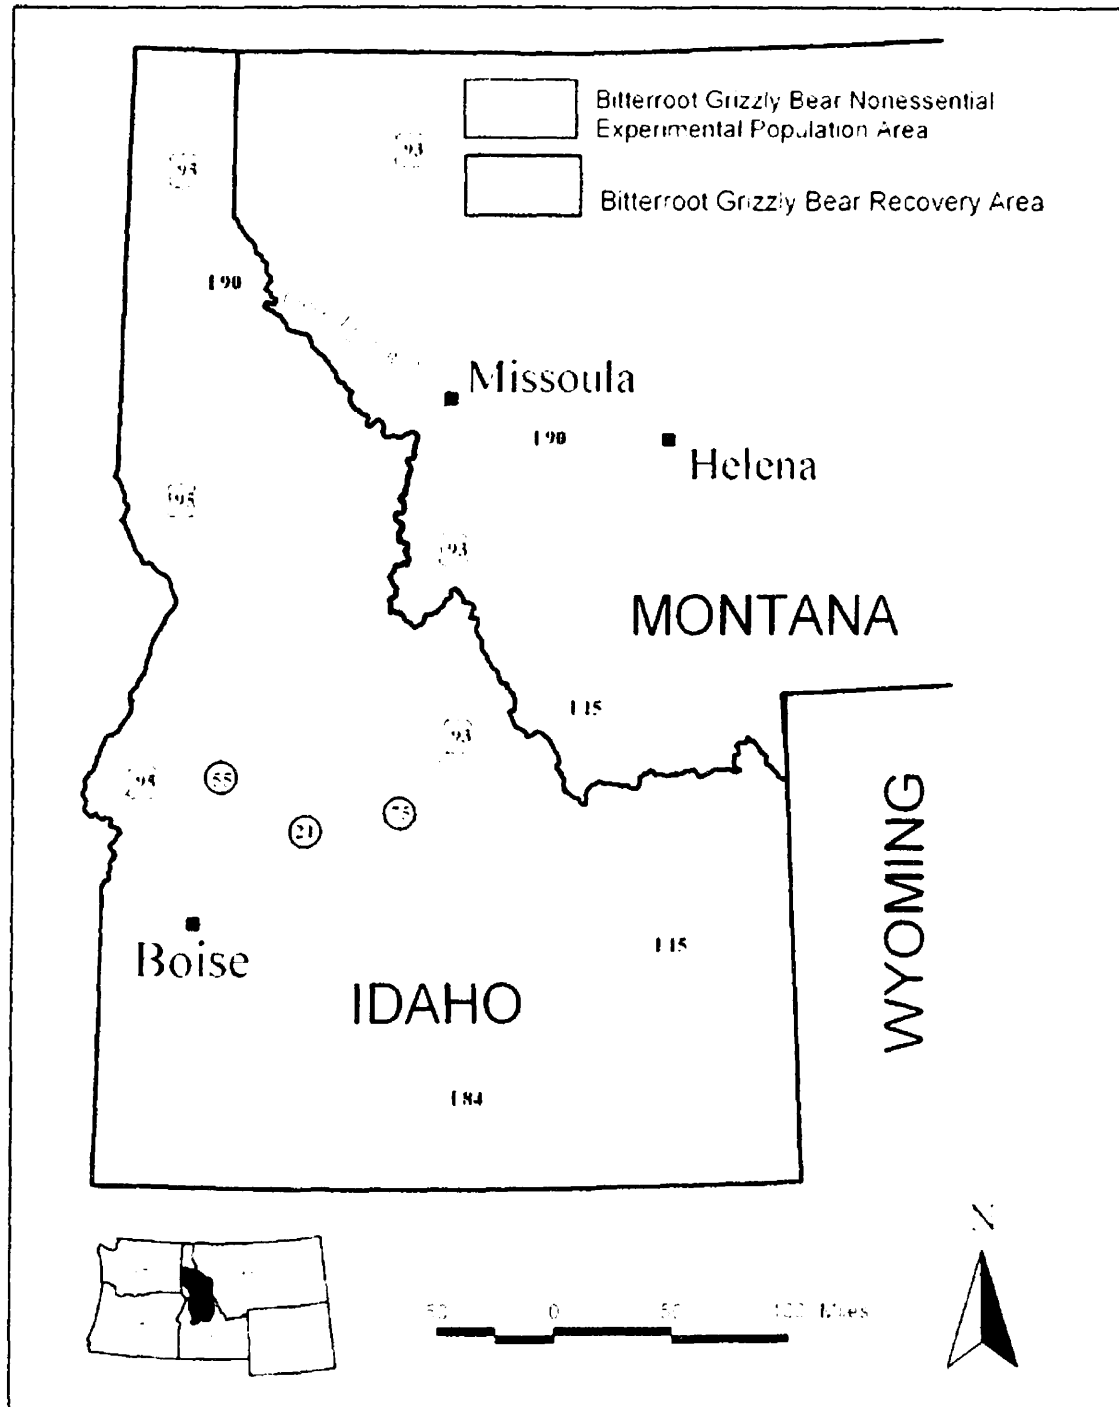 Bitterroot Grizzly Bear Nonessential
Experimental Population Area
Bitterroot Grizzly Bear Recovery Area
95
93
I 90
Missoula
I 90
Helena
95
93
MONTANA
I 15
93
95
55
21
75
WYOMING
Boise
I 15
IDAHO
I 84
N
50 0 50 100 Miles